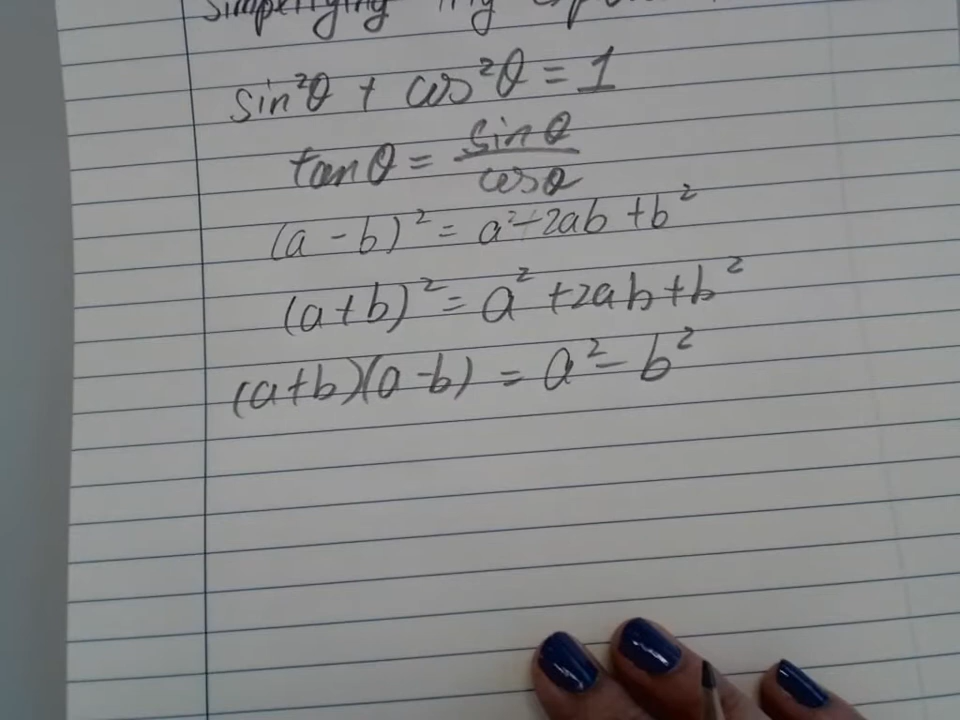 simplifying trig
sin²θ + cos²θ = 1
tanθ = sinθ/cosθ
(a - b)² = a² + 2ab + b²
(a+b)² = a² + 2ab + b²
(a+b)(a-b) = a² - b²